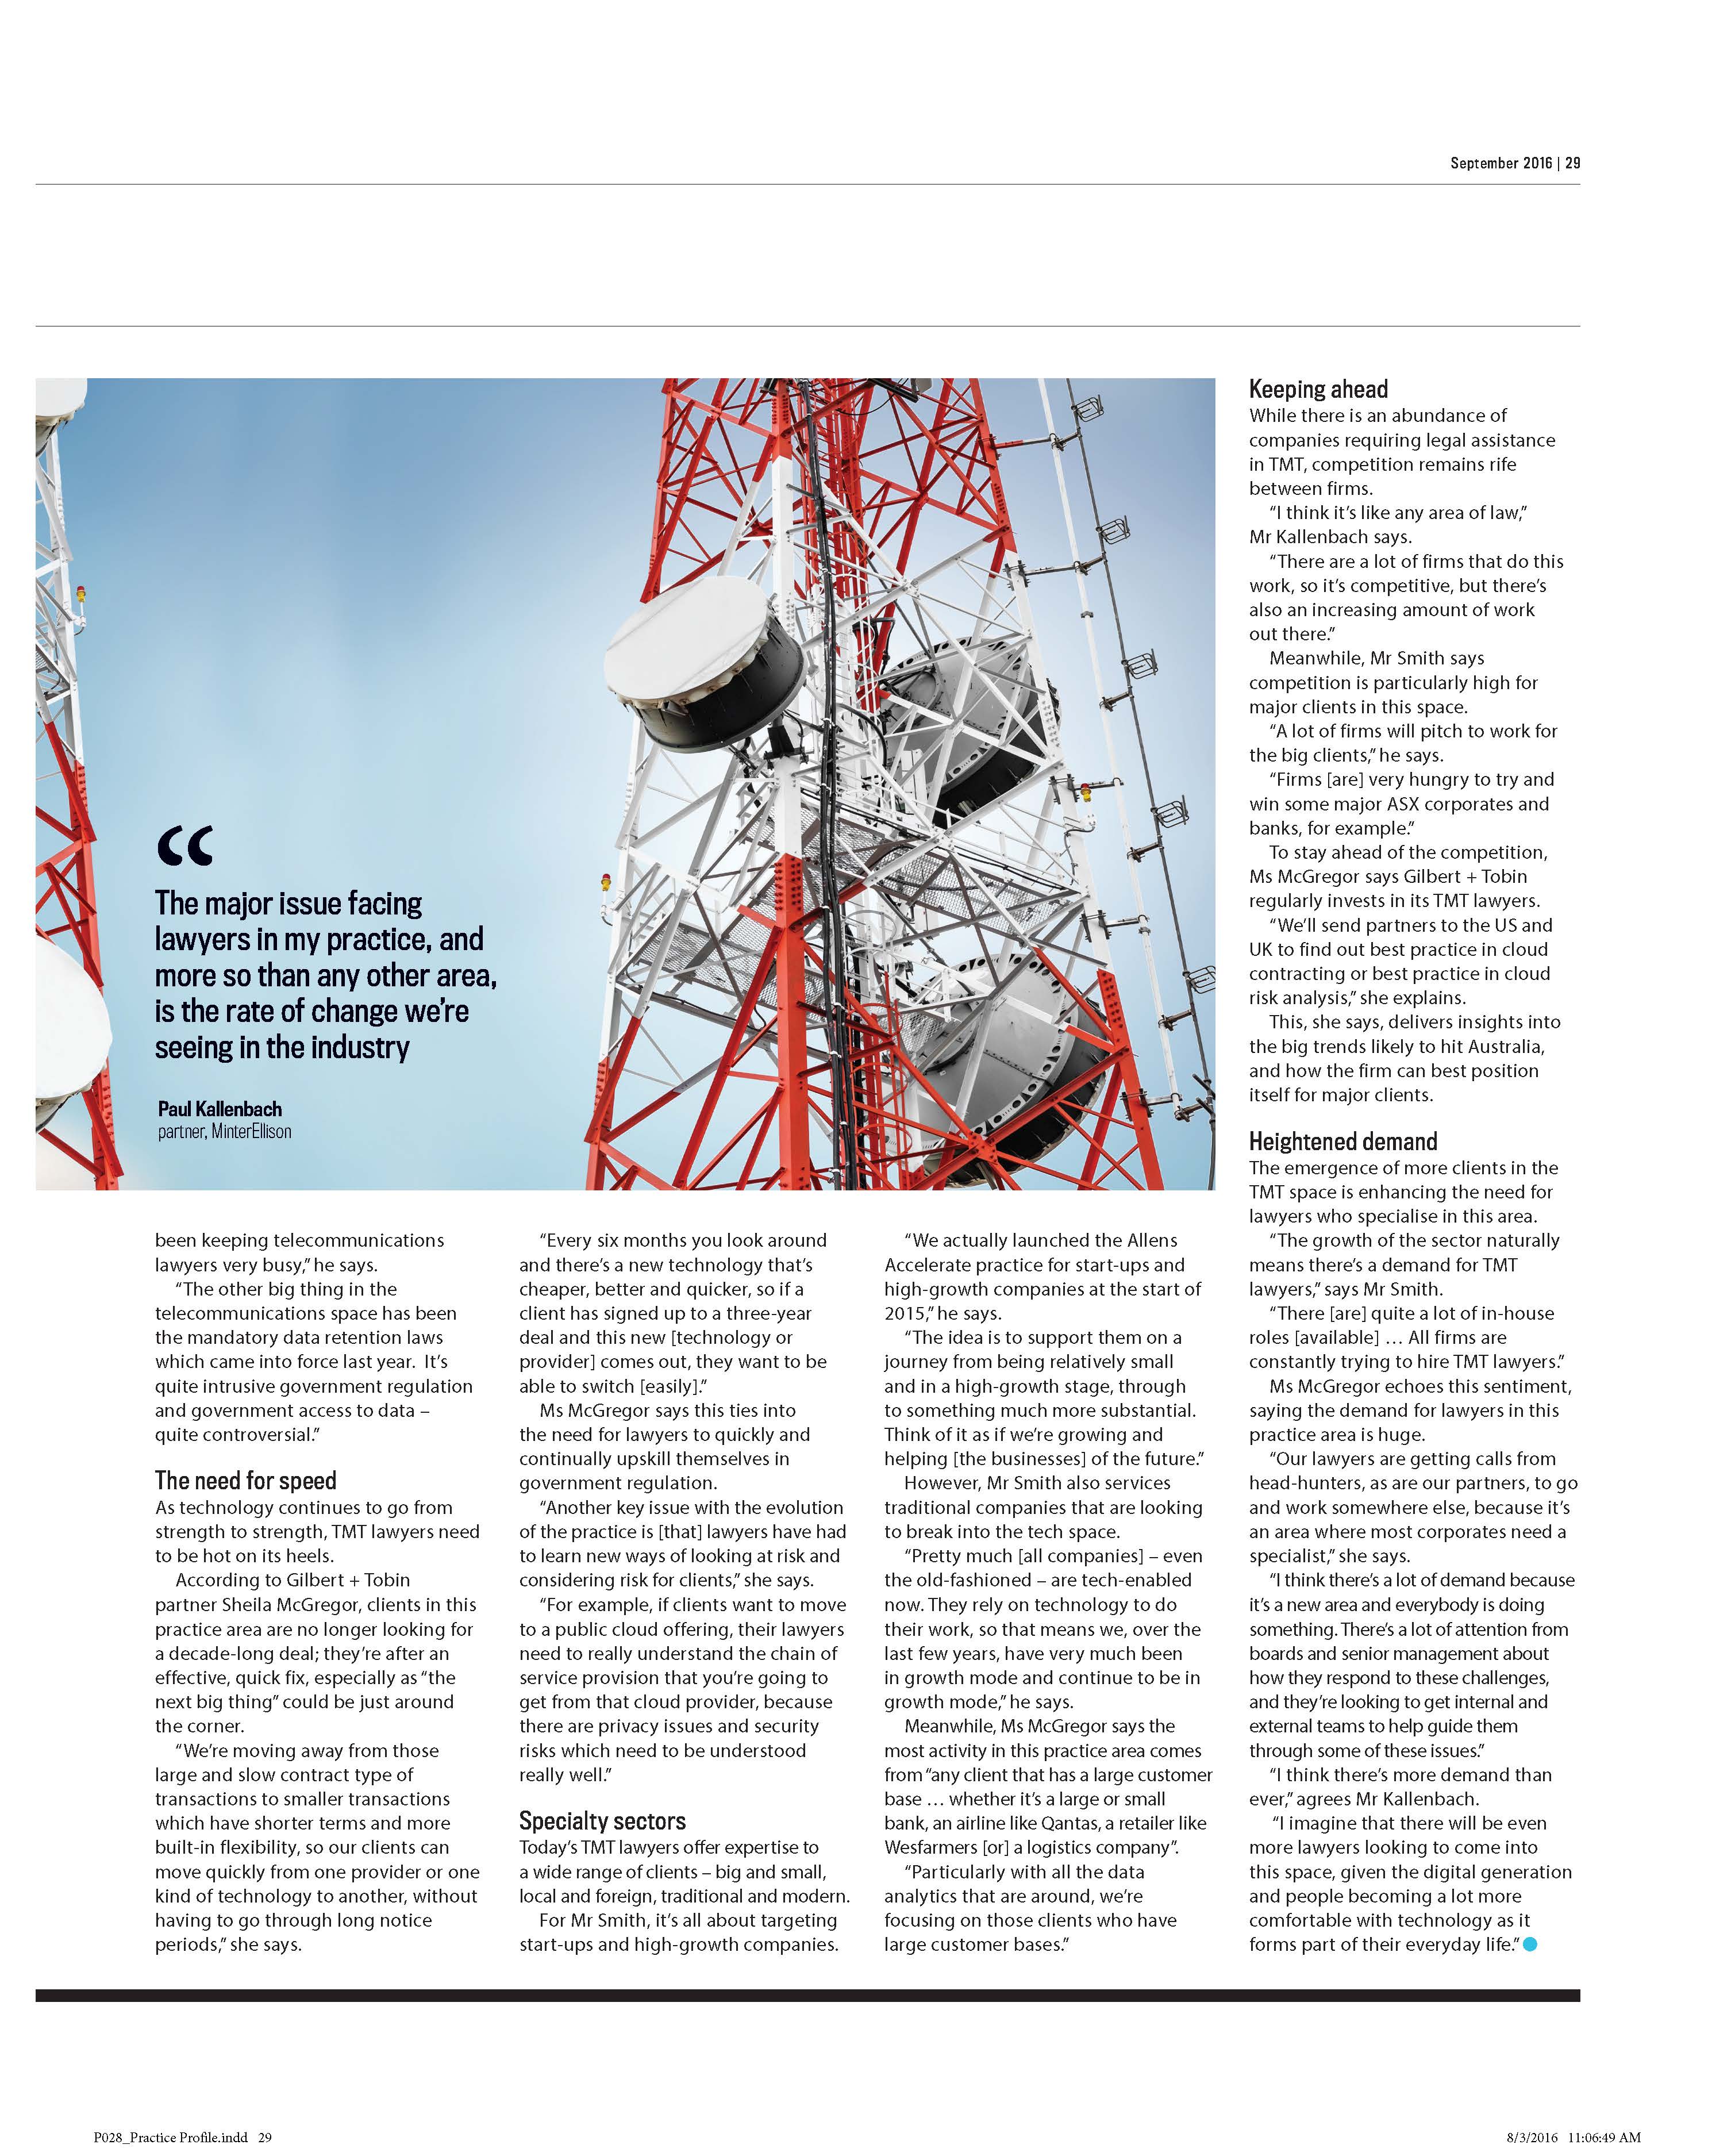 September 2016 | 29
“
The major issue facing
lawyers in my practice, and
more so than any other area,
is the rate of change we’re
seeing in the industry
Paul Kallenbach
partner, MinterEllison
been keeping telecommunications
lawyers very busy,” he says.
“The other big thing in the
telecommunications space has been
the mandatory data retention laws
which came into force last year.  It’s
quite intrusive government regulation
and government access to data –
quite controversial.”
The need for speed
As technology continues to go from
strength to strength, TMT lawyers need
to be hot on its heels.
According to Gilbert + Tobin
partner Sheila McGregor, clients in this
practice area are no longer looking for
a decade-long deal; they’re after an
effective, quick fix, especially as “the
next big thing” could be just around
the corner.
“We’re moving away from those
large and slow contract type of
transactions to smaller transactions
which have shorter terms and more
built-in flexibility, so our clients can
move quickly from one provider or one
kind of technology to another, without
having to go through long notice
periods,” she says.
“Every six months you look around
and there’s a new technology that’s
cheaper, better and quicker, so if a
client has signed up to a three-year
deal and this new [technology or
provider] comes out, they want to be
able to switch [easily].”
Ms McGregor says this ties into
the need for lawyers to quickly and
continually upskill themselves in
government regulation.
“Another key issue with the evolution
of the practice is [that] lawyers have had
to learn new ways of looking at risk and
considering risk for clients,” she says.
“For example, if clients want to move
to a public cloud offering, their lawyers
need to really understand the chain of
service provision that you’re going to
get from that cloud provider, because
there are privacy issues and security
risks which need to be understood
really well.”
Specialty sectors
Today’s TMT lawyers offer expertise to
a wide range of clients – big and small,
local and foreign, traditional and modern.
For Mr Smith, it’s all about targeting
start-ups and high-growth companies.
“We actually launched the Allens
Accelerate practice for start-ups and
high-growth companies at the start of
2015,” he says.
“The idea is to support them on a
journey from being relatively small
and in a high-growth stage, through
to something much more substantial.
Think of it as if we’re growing and
helping [the businesses] of the future.”
However, Mr Smith also services
traditional companies that are looking
to break into the tech space.
“Pretty much [all companies] – even
the old-fashioned – are tech-enabled
now. They rely on technology to do
their work, so that means we, over the
last few years, have very much been
in growth mode and continue to be in
growth mode,” he says.
Meanwhile, Ms McGregor says the
most activity in this practice area comes
from “any client that has a large customer
base … whether it’s a large or small
bank, an airline like Qantas, a retailer like
Wesfarmers [or] a logistics company”.
“Particularly with all the data
analytics that are around, we’re
focusing on those clients who have
large customer bases.”
Keeping ahead
While there is an abundance of
companies requiring legal assistance
in TMT, competition remains rife
between firms.
“I think it’s like any area of law,”
Mr Kallenbach says.
“There are a lot of firms that do this
work, so it’s competitive, but there’s
also an increasing amount of work
out there.”
Meanwhile, Mr Smith says
competition is particularly high for
major clients in this space.
“A lot of firms will pitch to work for
the big clients,” he says.
“Firms [are] very hungry to try and
win some major ASX corporates and
banks, for example.”
To stay ahead of the competition,
Ms McGregor says Gilbert + Tobin
regularly invests in its TMT lawyers.
“We’ll send partners to the US and
UK to find out best practice in cloud
contracting or best practice in cloud
risk analysis,” she explains.
This, she says, delivers insights into
the big trends likely to hit Australia,
and how the firm can best position
itself for major clients.
Heightened demand
The emergence of more clients in the
TMT space is enhancing the need for
lawyers who specialise in this area.
“The growth of the sector naturally
means there’s a demand for TMT
lawyers,” says Mr Smith.
“There [are] quite a lot of in-house
roles [available] … All firms are
constantly trying to hire TMT lawyers.”
Ms McGregor echoes this sentiment,
saying the demand for lawyers in this
practice area is huge.
“Our lawyers are getting calls from
head-hunters, as are our partners, to go
and work somewhere else, because it’s
an area where most corporates need a
specialist,” she says.
“I think there’s a lot of demand because
it’s a new area and everybody is doing
something. There’s a lot of attention from
boards and senior management about
how they respond to these challenges,
and they’re looking to get internal and
external teams to help guide them
through some of these issues.”
“I think there’s more demand than
ever,” agrees Mr Kallenbach.
“I imagine that there will be even
more lawyers looking to come into
this space, given the digital generation
and people becoming a lot more
comfortable with technology as it
forms part of their everyday life.”
P028_Practice Profile.indd   29
8/3/2016   11:06:49 AM